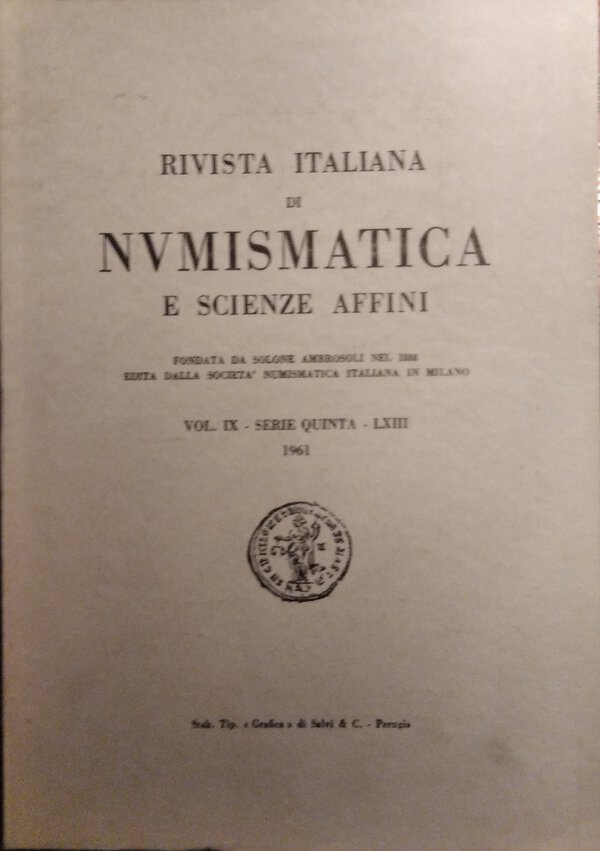 RIVISTA ITALIANA
DI
NVMISMATICA
E SCIENZE AFFINI
FONDATA DA SOLONE AMBROSOLI NEL 1888
EDITA DALLA SOCIETA' NUMISMATICA ITALIANA IN MILANO
VOL. IX - SERIE QUINTA - LXIII
1961
Stab. Tip. e Grafica di Salvi & C. - Perugia